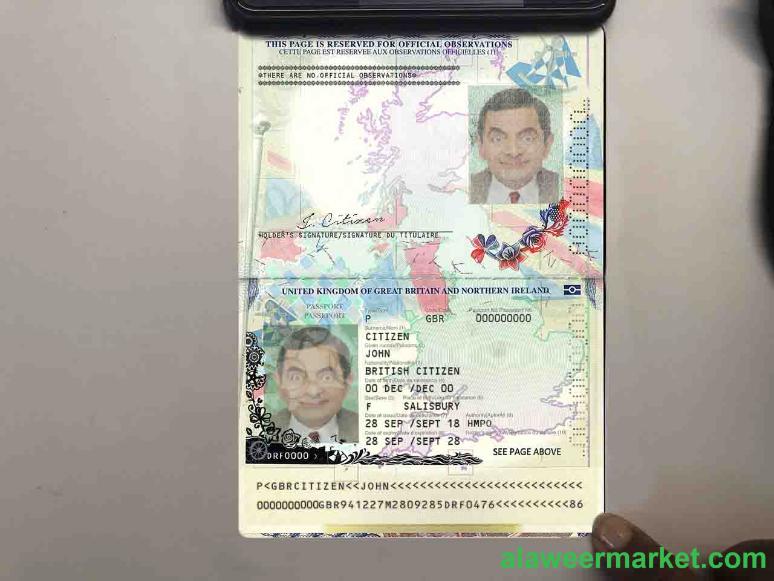 THIS PAGE IS RESERVED FOR OFFICIAL OBSERVATIONS
CETTE PAGE EST RESERVEE AUX OBSERVATIONS OFFICIELLES (11)
THERE ARE NO OFFICIAL OBSERVATIONS
J. Citizen
HOLDER'S SIGNATURE/SIGNATURE DU TITULAIRE
UNITED KINGDOM OF GREAT BRITAIN AND NORTHERN IRELAND
PASSPORT
PASSEPORT
P GBR 000000000
CITIZEN
JOHN
BRITISH CITIZEN
00 DEC /DEC 00
F SALISBURY
28 SEP /SEPT 18 HMPO
28 SEP /SEPT 28
SEE PAGE ABOVE
DRF0000
P<GBRCITIZEN<<JOHN<<<<<<<<<<<<<<<<<<<<<<<<<<
0000000000GBR941227M2809285DRF0476<<<<<<<<<<86
alaweermarket.com